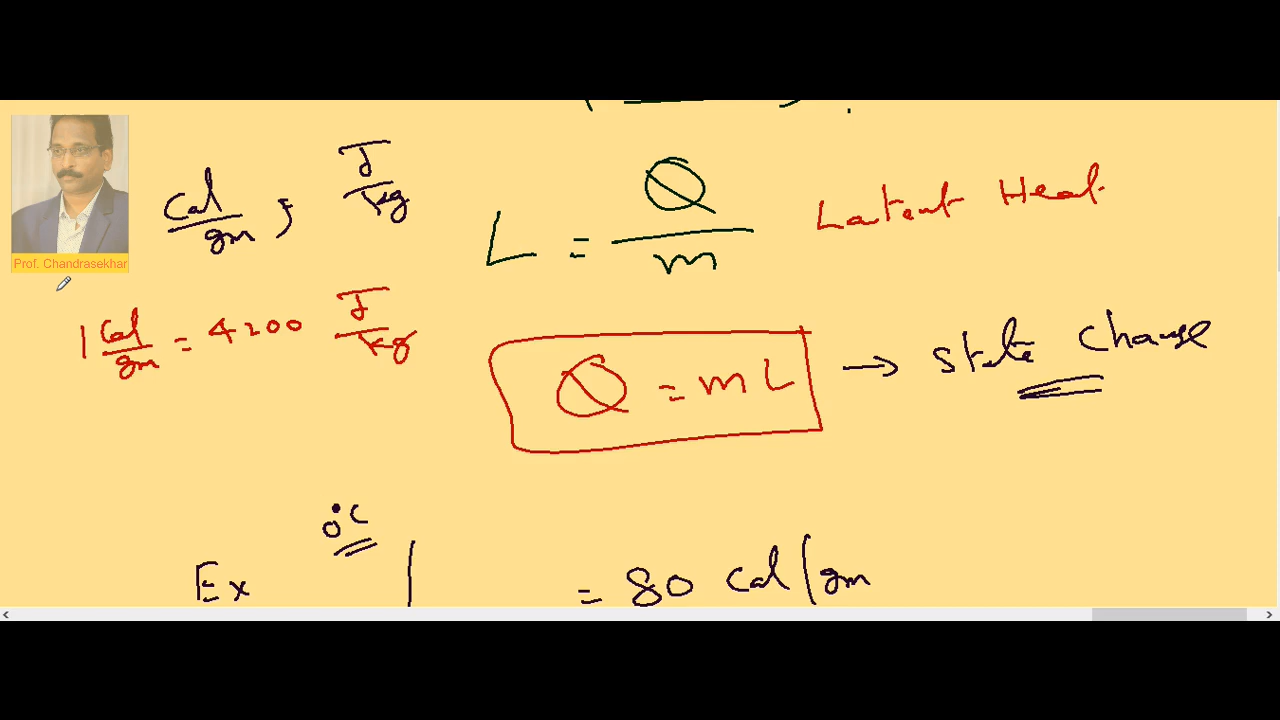 Cal/gm ; J/kg
L = Q/m
Latent Heat
Prof. Chandrasekhar
1 Cal/gm = 4200 J/kg
Q = mL → State Change
0°C
Ex = 80 Cal/gm